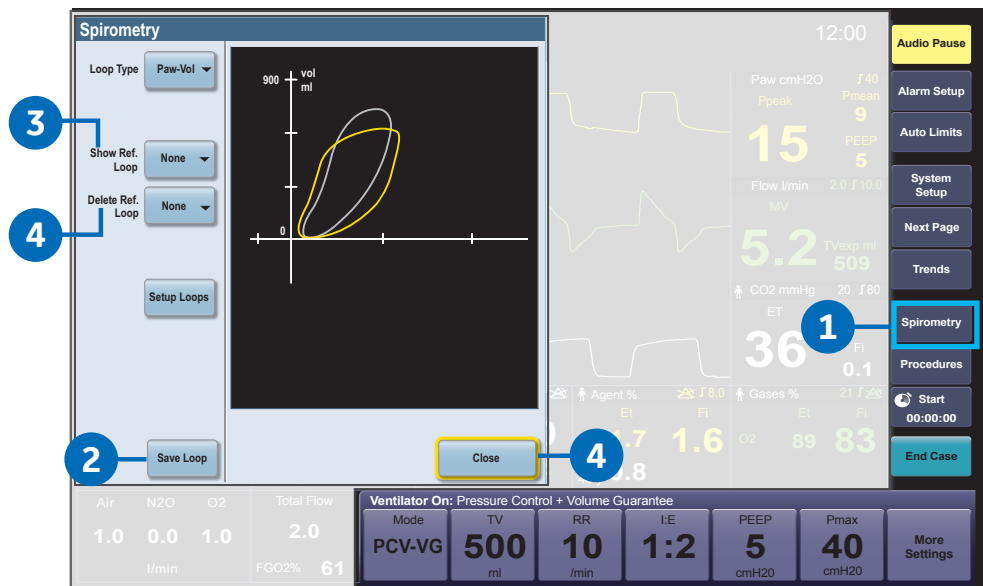 Spirometry
Loop Type
Paw-Vol
3
Show Ref.
Loop
None
4
Delete Ref.
Loop
None
Setup Loops
2
Save Loop
900
vol
ml
0
Close
4
12:00
Paw cmH2O
40
Ppeak
Pmean
15
9
PEEP
5
Flow l/min
2.0 10.0
MV
5.2
TVexp ml
509
CO2 mmHg
20 80
ET
36
Fi
0.1
Agent %
8.0
Et
Fi
.7
1.6
.8
Gases %
21
Et
Fi
O2
89
83
Audio Pause
Alarm Setup
Auto Limits
System
Setup
Next Page
Trends
1
Spirometry
Procedures
Start
00:00:00
End Case
Air
N2O
O2
1.0
0.0
1.0
l/min
Total Flow
2.0
FGO2%
61
Ventilator On: Pressure Control + Volume Guarantee
Mode
PCV-VG
TV
500
ml
RR
10
/min
I:E
1:2
PEEP
5
cmH20
Pmax
40
cmH20
More
Settings